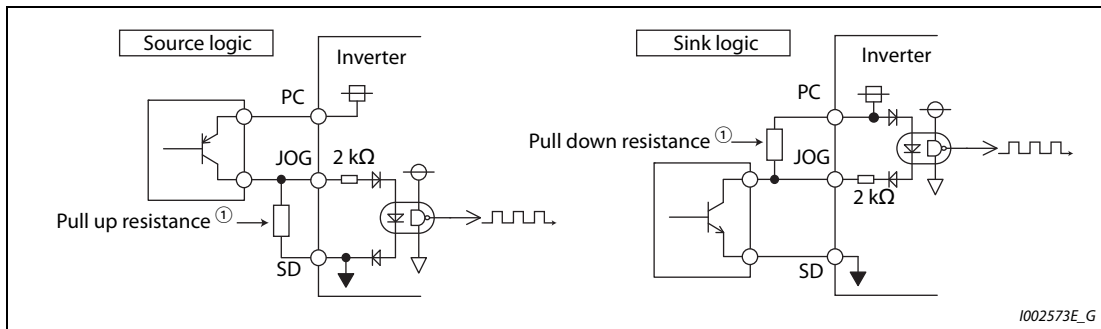 Source logic
Inverter
PC
JOG
2 kΩ
Pull up resistance ①
SD
Sink logic
Inverter
PC
Pull down resistance ①
JOG
2 kΩ
SD
I002573E_G